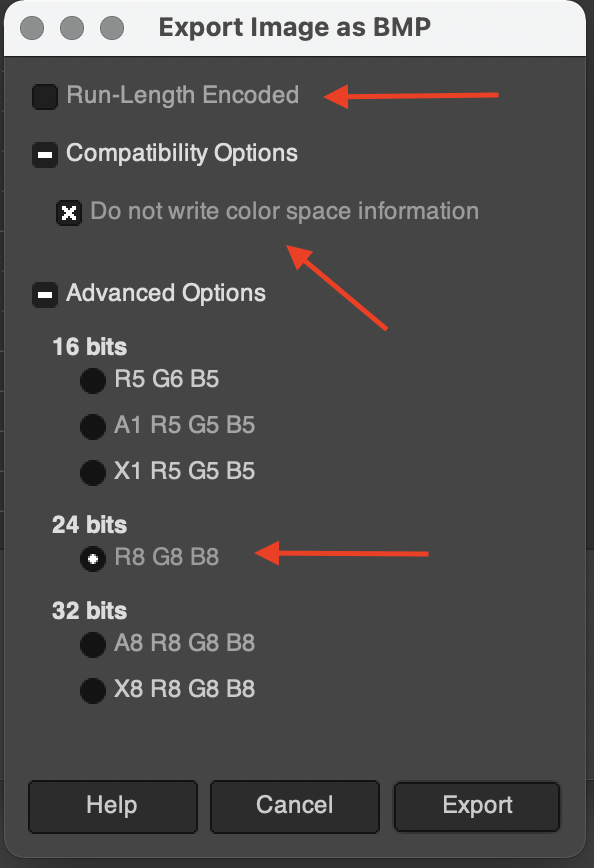 Export Image as BMP
Run-Length Encoded
Compatibility Options
Do not write color space information
Advanced Options
16 bits
R5 G6 B5
A1 R5 G5 B5
X1 R5 G5 B5
24 bits
R8 G8 B8
32 bits
A8 R8 G8 B8
X8 R8 G8 B8
Help Cancel Export